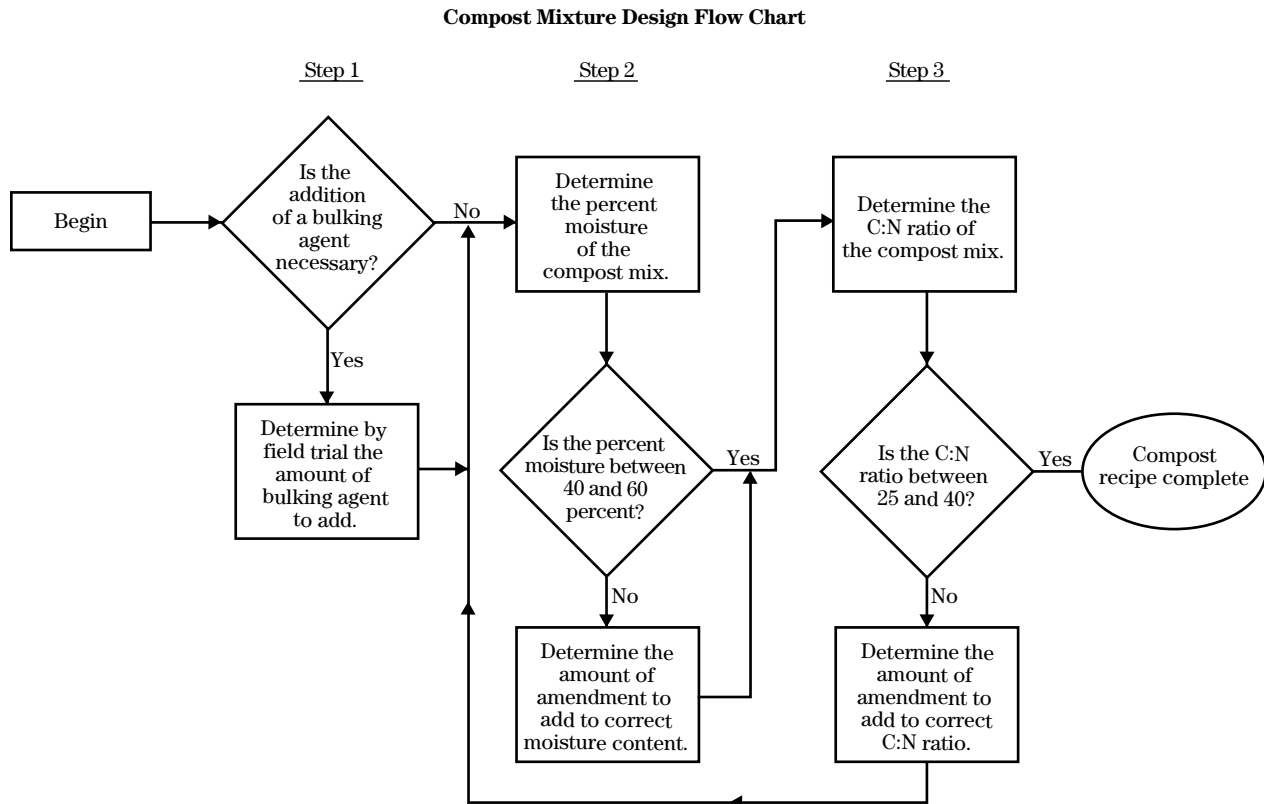 Compost Mixture Design Flow Chart
Step 1
Step 2
Step 3
Begin
Is the
addition
of a bulking
agent
necessary?
No
Yes
Determine by
field trial the
amount of
bulking agent
to add.
Determine
the percent
moisture
of the
compost mix.
Is the percent
moisture between
40 and 60
percent?
Yes
No
Determine the
amount of
amendment to
add to correct
moisture content.
Determine the
C:N ratio of
the compost mix.
Is the C:N
ratio between
25 and 40?
Yes
No
Determine the
amount of
amendment to
add to correct
C:N ratio.
Compost
recipe complete